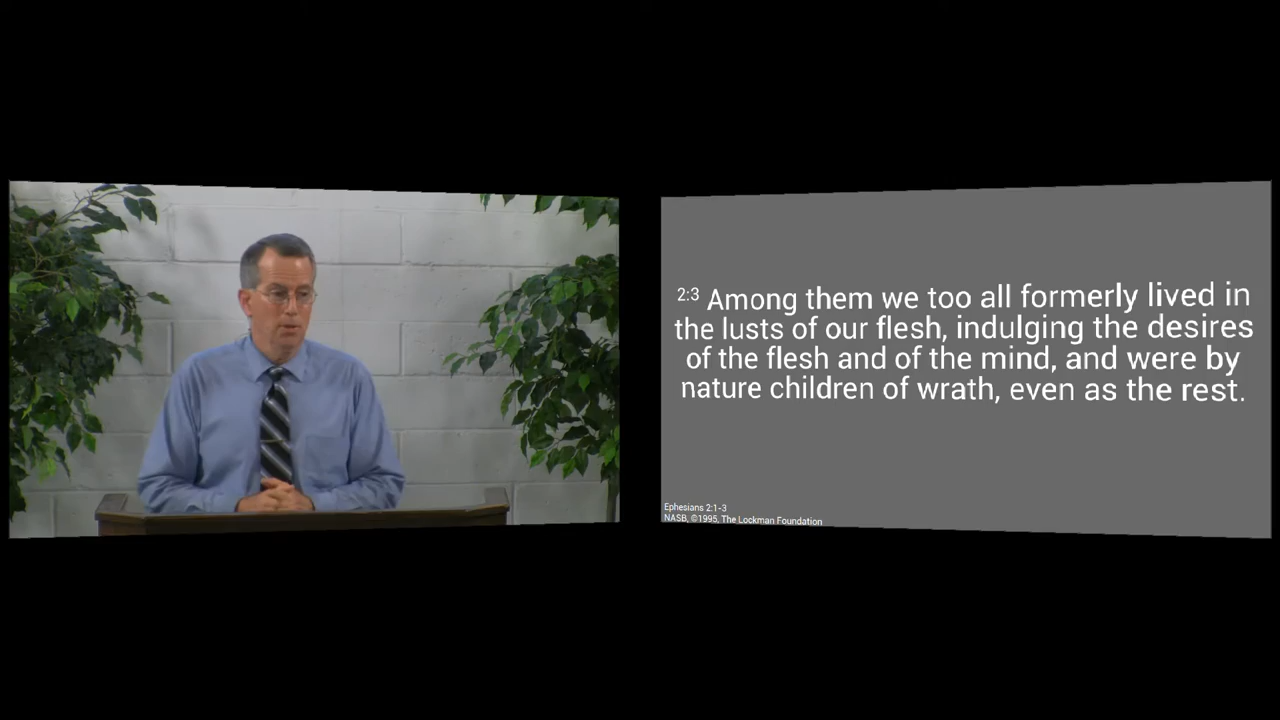 2:3 Among them we too all formerly lived in
the lusts of our flesh, indulging the desires
of the flesh and of the mind, and were by
nature children of wrath, even as the rest.
Ephesians 2:1-3
NASB, ©1995, The Lockman Foundation